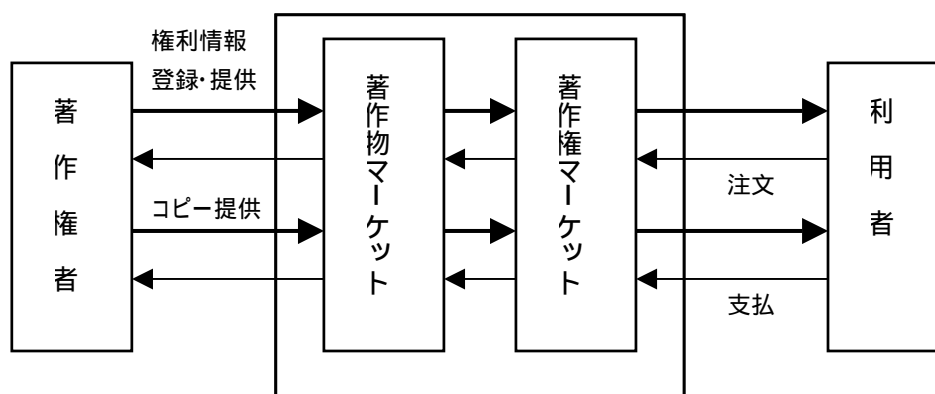 権利情報
登録・提供
著作権者
コピー提供
著作物マーケット
著作権マーケット
注文
支払
利用者